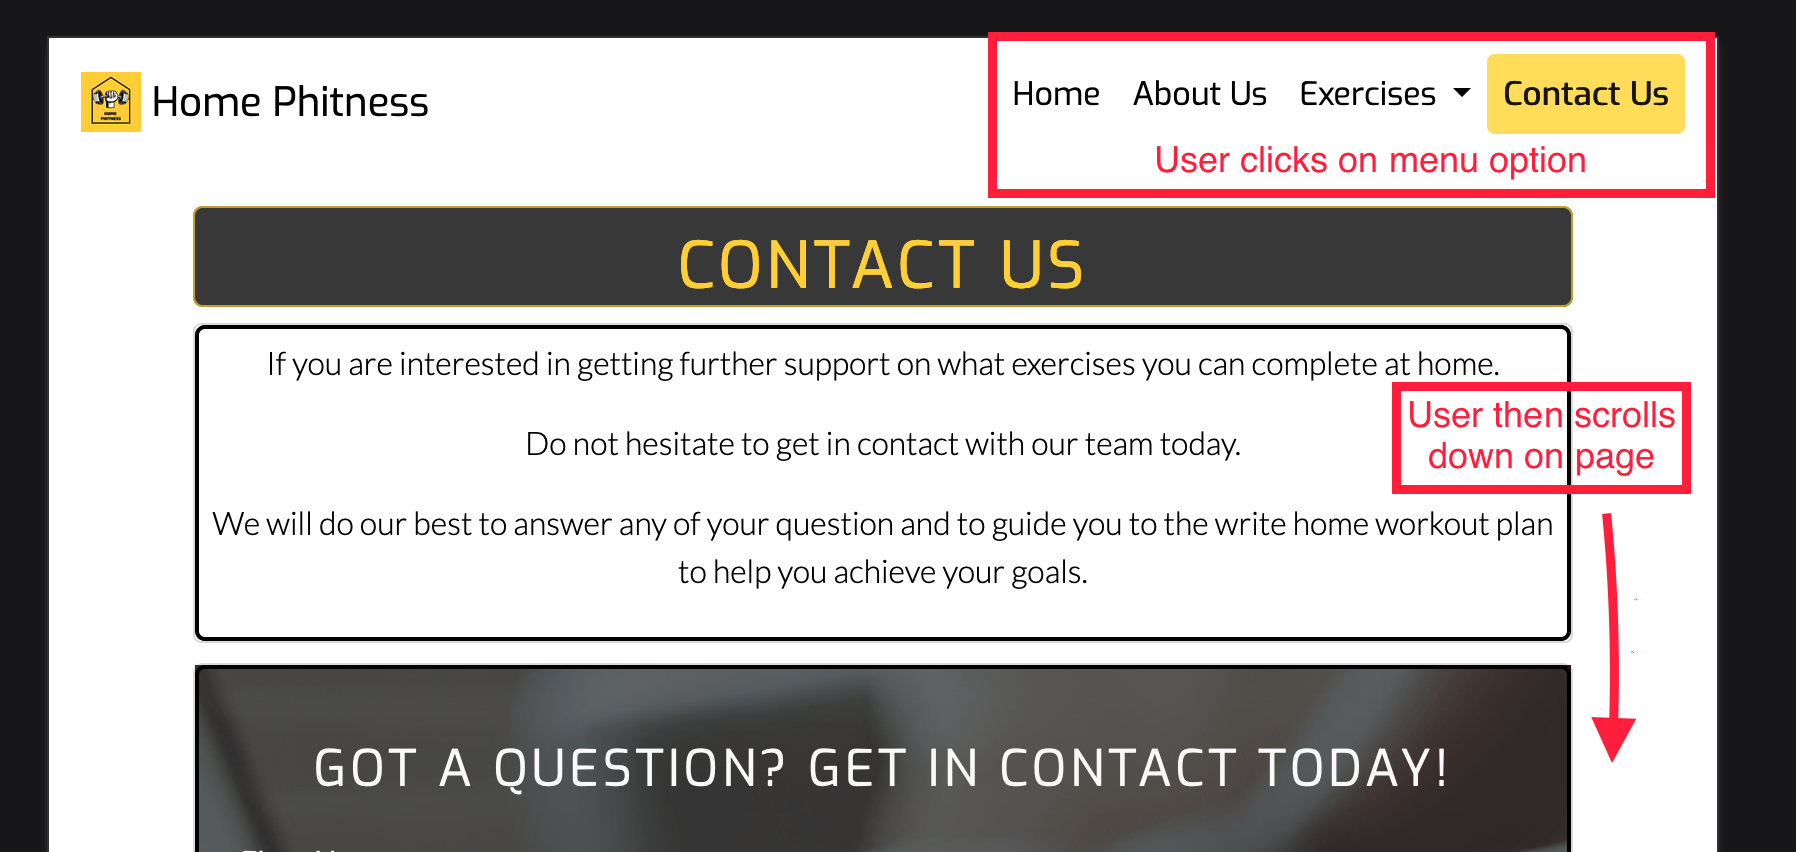 HOME
PHITNESS
Home Phitness
Home About Us Exercises Contact Us
User clicks on menu option
CONTACT US
If you are interested in getting further support on what exercises you can complete at home.
User then scrolls
down on page
Do not hesitate to get in contact with our team today.
We will do our best to answer any of your question and to guide you to the write home workout plan
to help you achieve your goals.
GOT A QUESTION? GET IN CONTACT TODAY!